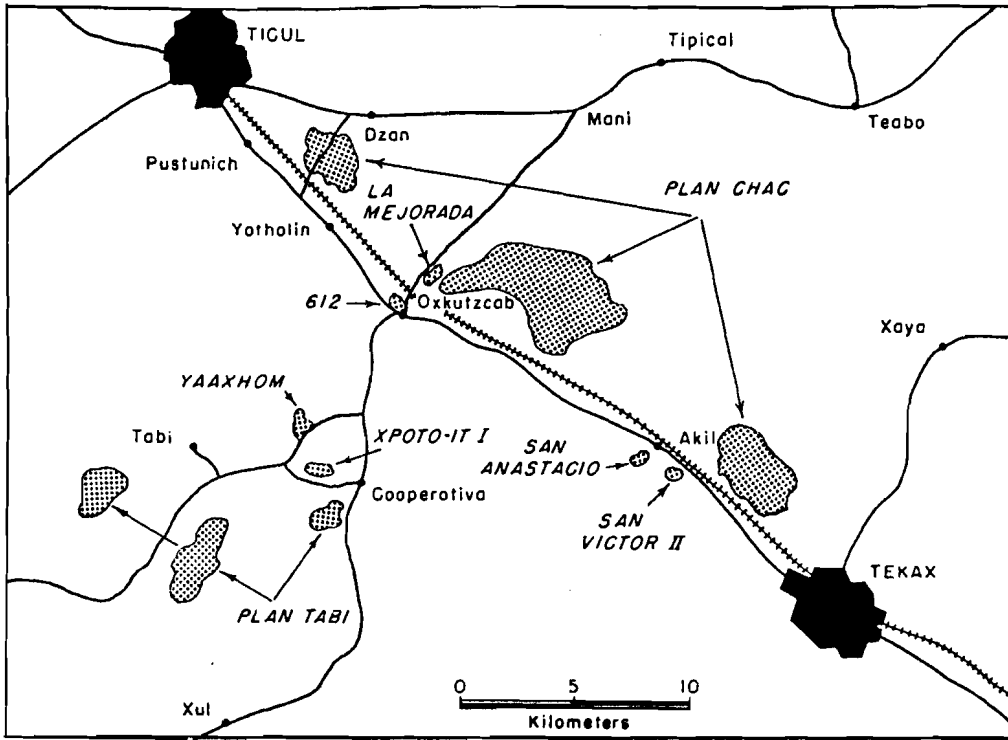 TICUL
Tipical
Dzan
Mani
Teabo
Pustunich
LA
MEJORADA
PLAN CHAC
Yotholin
612
Oxkutzcab
Xaya
YAAXHOM
Tabi
XPOTO-IT I
SAN
ANASTACIO
Akil
Cooperotiva
SAN
VICTOR II
TEKAX
PLAN TABI
0 5 10
Kilometers
Xul